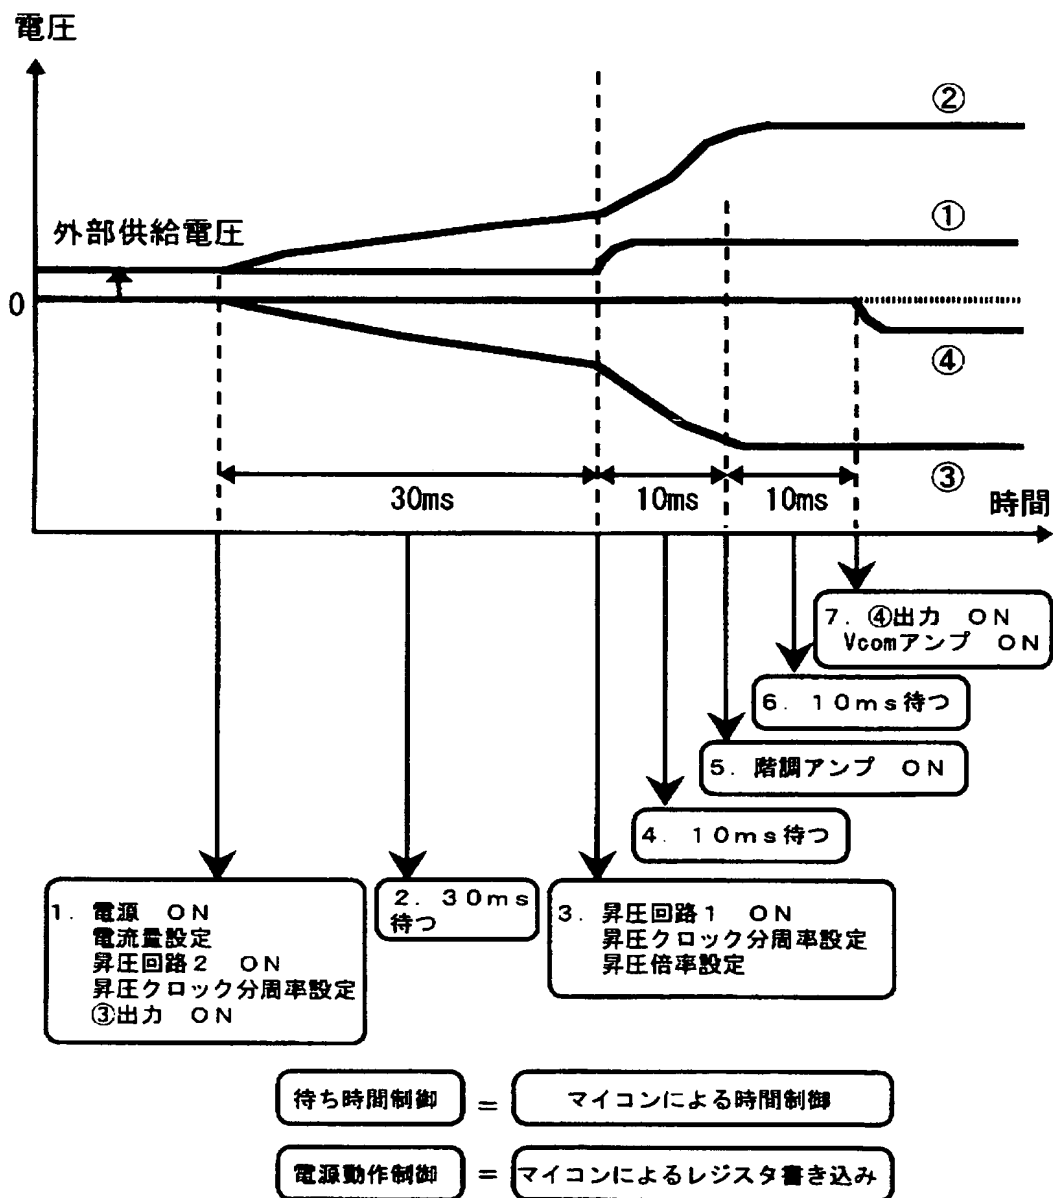 電圧
②
①
外部供給電圧
0
④
③
30ms
10ms
10ms
時間
7. ④出力 ON
Vcomアンプ ON
6. 10ms待つ
5. 階調アンプ ON
4. 10ms待つ
1. 電源 ON
電流量設定
昇圧回路2 ON
昇圧クロック分周率設定
③出力 ON
2. 30ms
待つ
3. 昇圧回路1 ON
昇圧クロック分周率設定
昇圧倍率設定
待ち時間制御 = マイコンによる時間制御
電源動作制御 = マイコンによるレジスタ書き込み